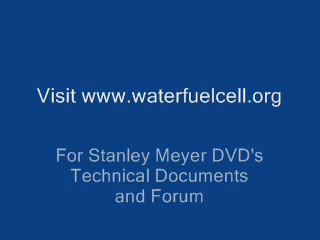 Visit www.waterfuelcell.org
For Stanley Meyer DVD's
Technical Documents
and Forum